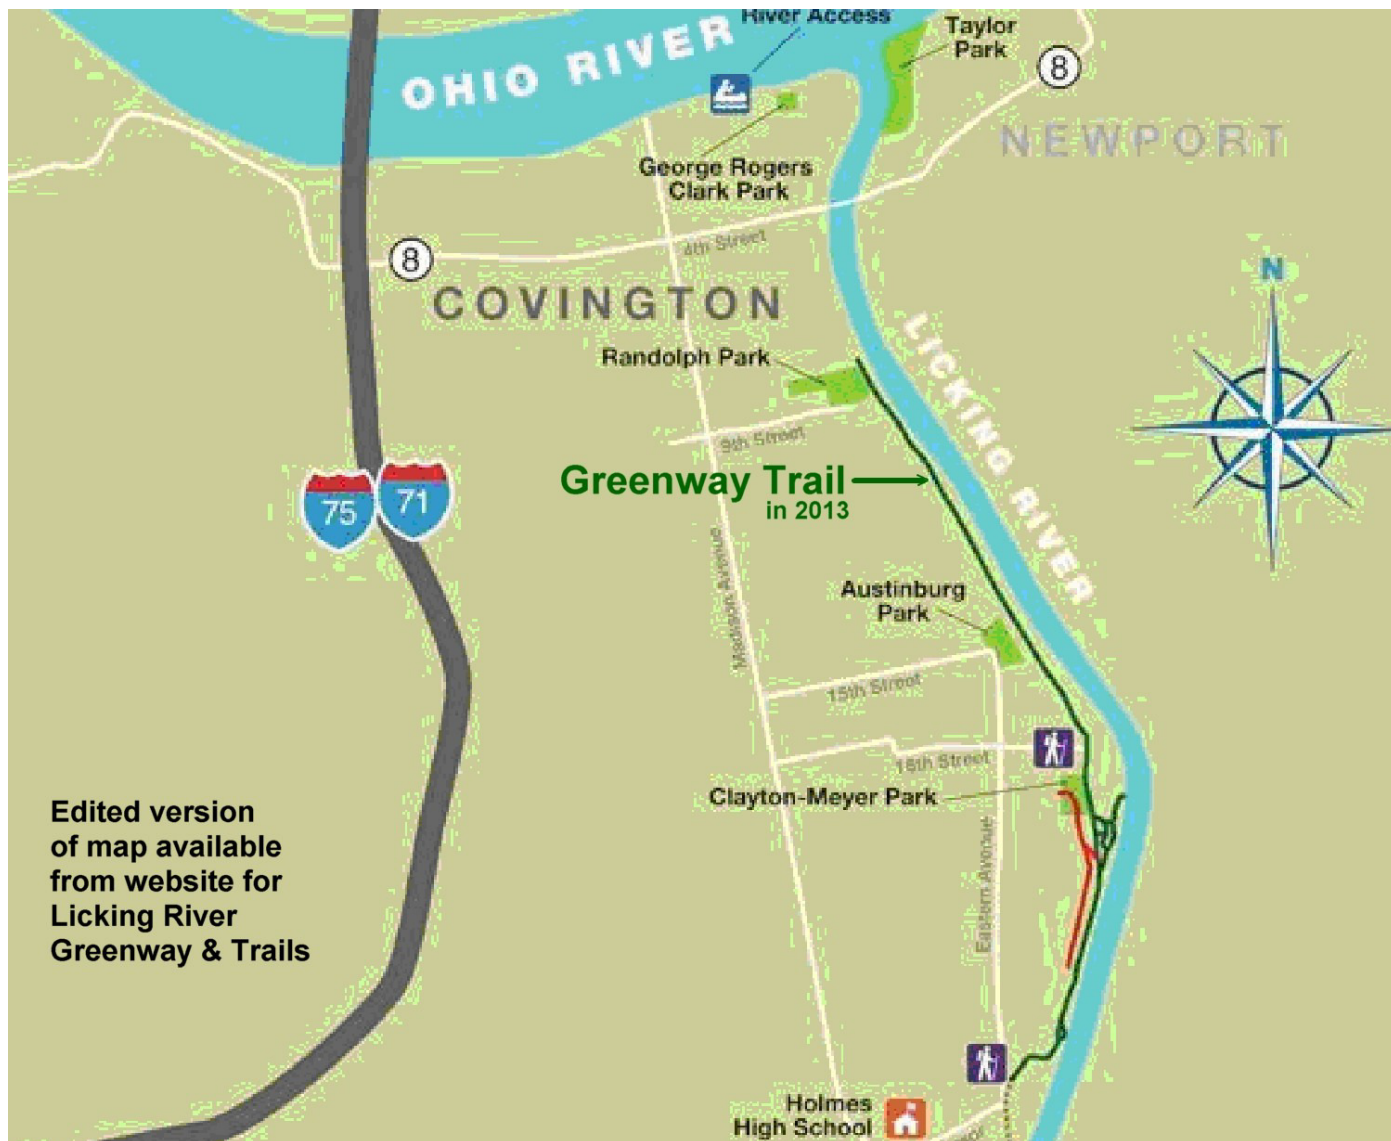 River Access
Taylor
Park
OHIO RIVER
8
NEWPORT
George Rogers
Clark Park
4th Street
8
COVINGTON
N
LICKING RIVER
Randolph Park
9th Street
75
71
Greenway Trail
in 2013
Madison Avenue
Austinburg
Park
15th Street
16th Street
Clayton-Meyer Park
Eastern Avenue
Edited version
of map available
from website for
Licking River
Greenway & Trails
Holmes
High School